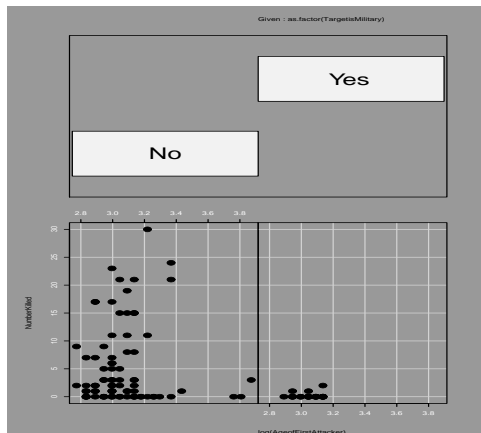 Given : as.factor(TargetisMilitary)
Yes
No
2.8 3.0 3.2 3.4 3.6 3.8
30
25
20
15
10
5
0
NumberKilled
2.8 3.0 3.2 3.4 3.6 3.8
log(AgeofFirstAttacker)